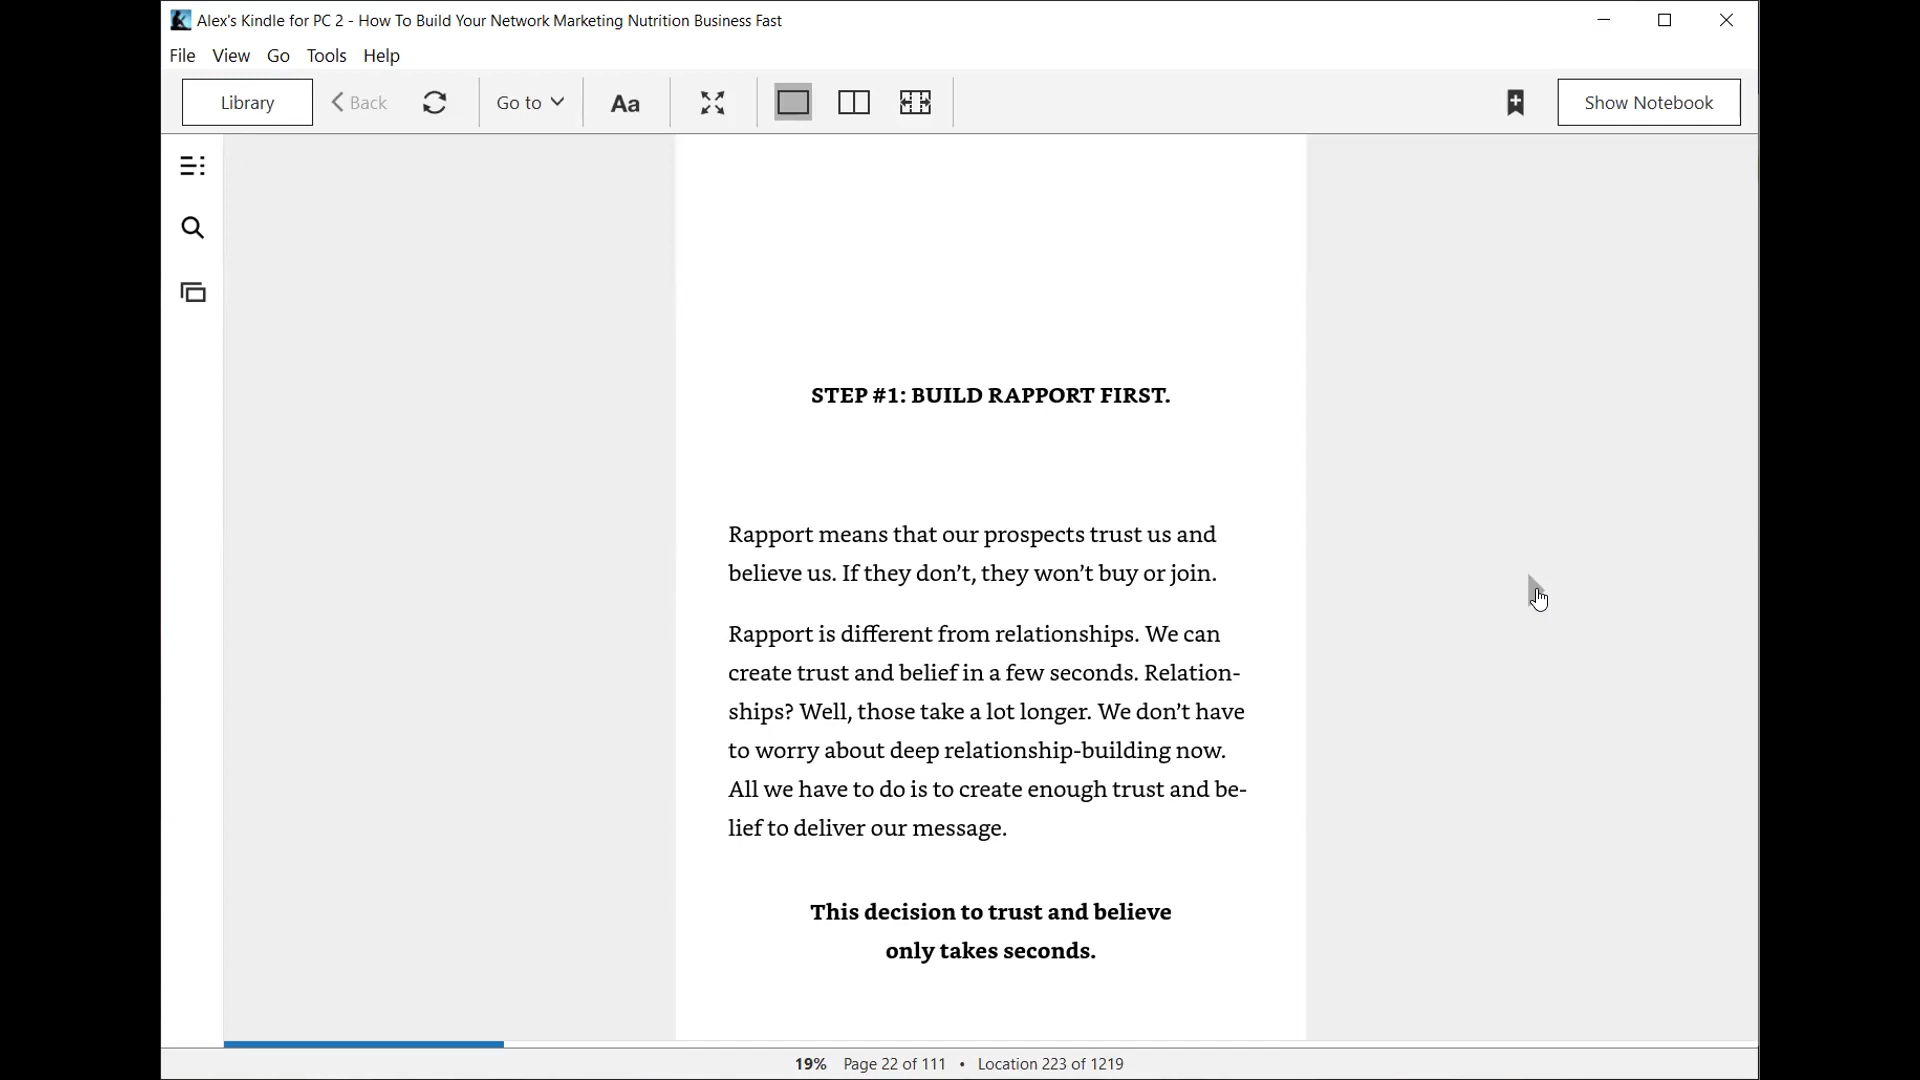 Alex's Kindle for PC 2 - How To Build Your Network Marketing Nutrition Business Fast
File View Go Tools Help
Library Back Go to Aa Show Notebook
STEP #1: BUILD RAPPORT FIRST.
Rapport means that our prospects trust us and
believe us. If they don’t, they won’t buy or join.
Rapport is different from relationships. We can
create trust and belief in a few seconds. Relation-
ships? Well, those take a lot longer. We don’t have
to worry about deep relationship-building now.
All we have to do is to create enough trust and be-
lief to deliver our message.
This decision to trust and believe
only takes seconds.
19% Page 22 of 111 • Location 223 of 1219